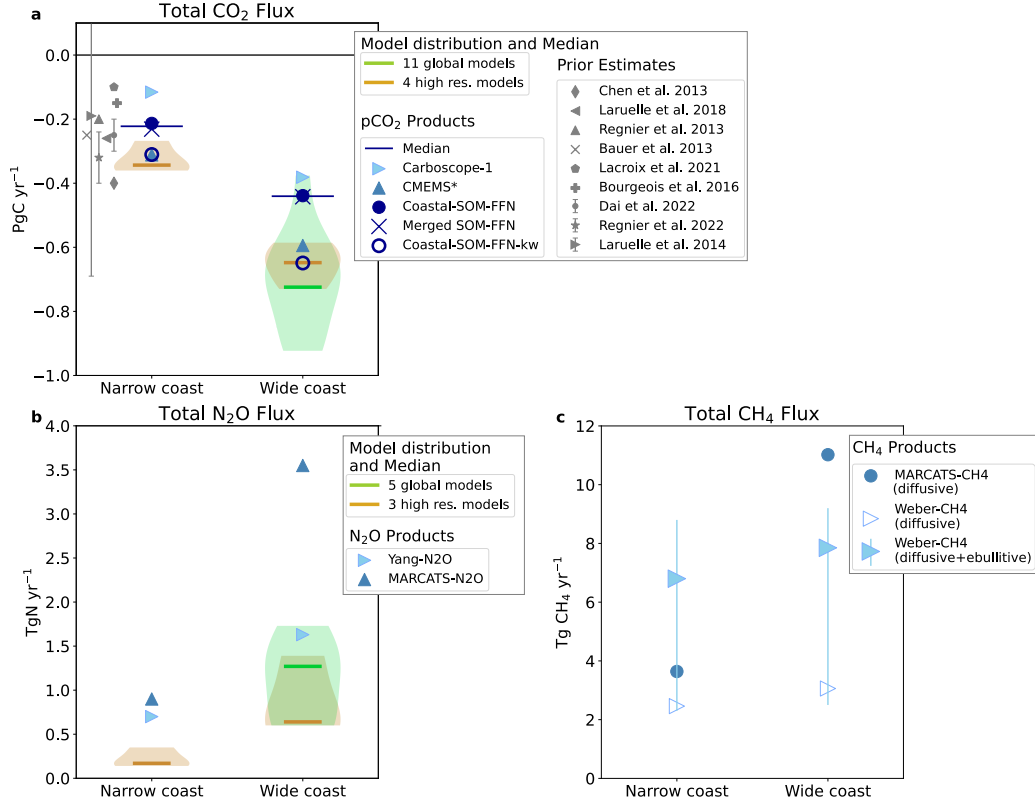 a
Total CO₂ Flux
PgC yr⁻¹
0.0
−0.2
−0.4
−0.6
−0.8
−1.0
Narrow coast
Wide coast
Model distribution and Median
11 global models
4 high res. models
pCO₂ Products
Median
Carboscope-1
CMEMS*
Coastal-SOM-FFN
Merged SOM-FFN
Coastal-SOM-FFN-kw
Prior Estimates
Chen et al. 2013
Laruelle et al. 2018
Regnier et al. 2013
Bauer et al. 2013
Lacroix et al. 2021
Bourgeois et al. 2016
Dai et al. 2022
Regnier et al. 2022
Laruelle et al. 2014
b
Total N₂O Flux
TgN yr⁻¹
4.0
3.5
3.0
2.5
2.0
1.5
1.0
0.5
0.0
Narrow coast
Wide coast
Model distribution
and Median
5 global models
3 high res. models
N₂O Products
Yang-N2O
MARCATS-N2O
c
Total CH₄ Flux
Tg CH₄ yr⁻¹
12
10
8
6
4
2
0
Narrow coast
Wide coast
CH₄ Products
MARCATS-CH4
(diffusive)
Weber-CH4
(diffusive)
Weber-CH4
(diffusive+ebullitive)